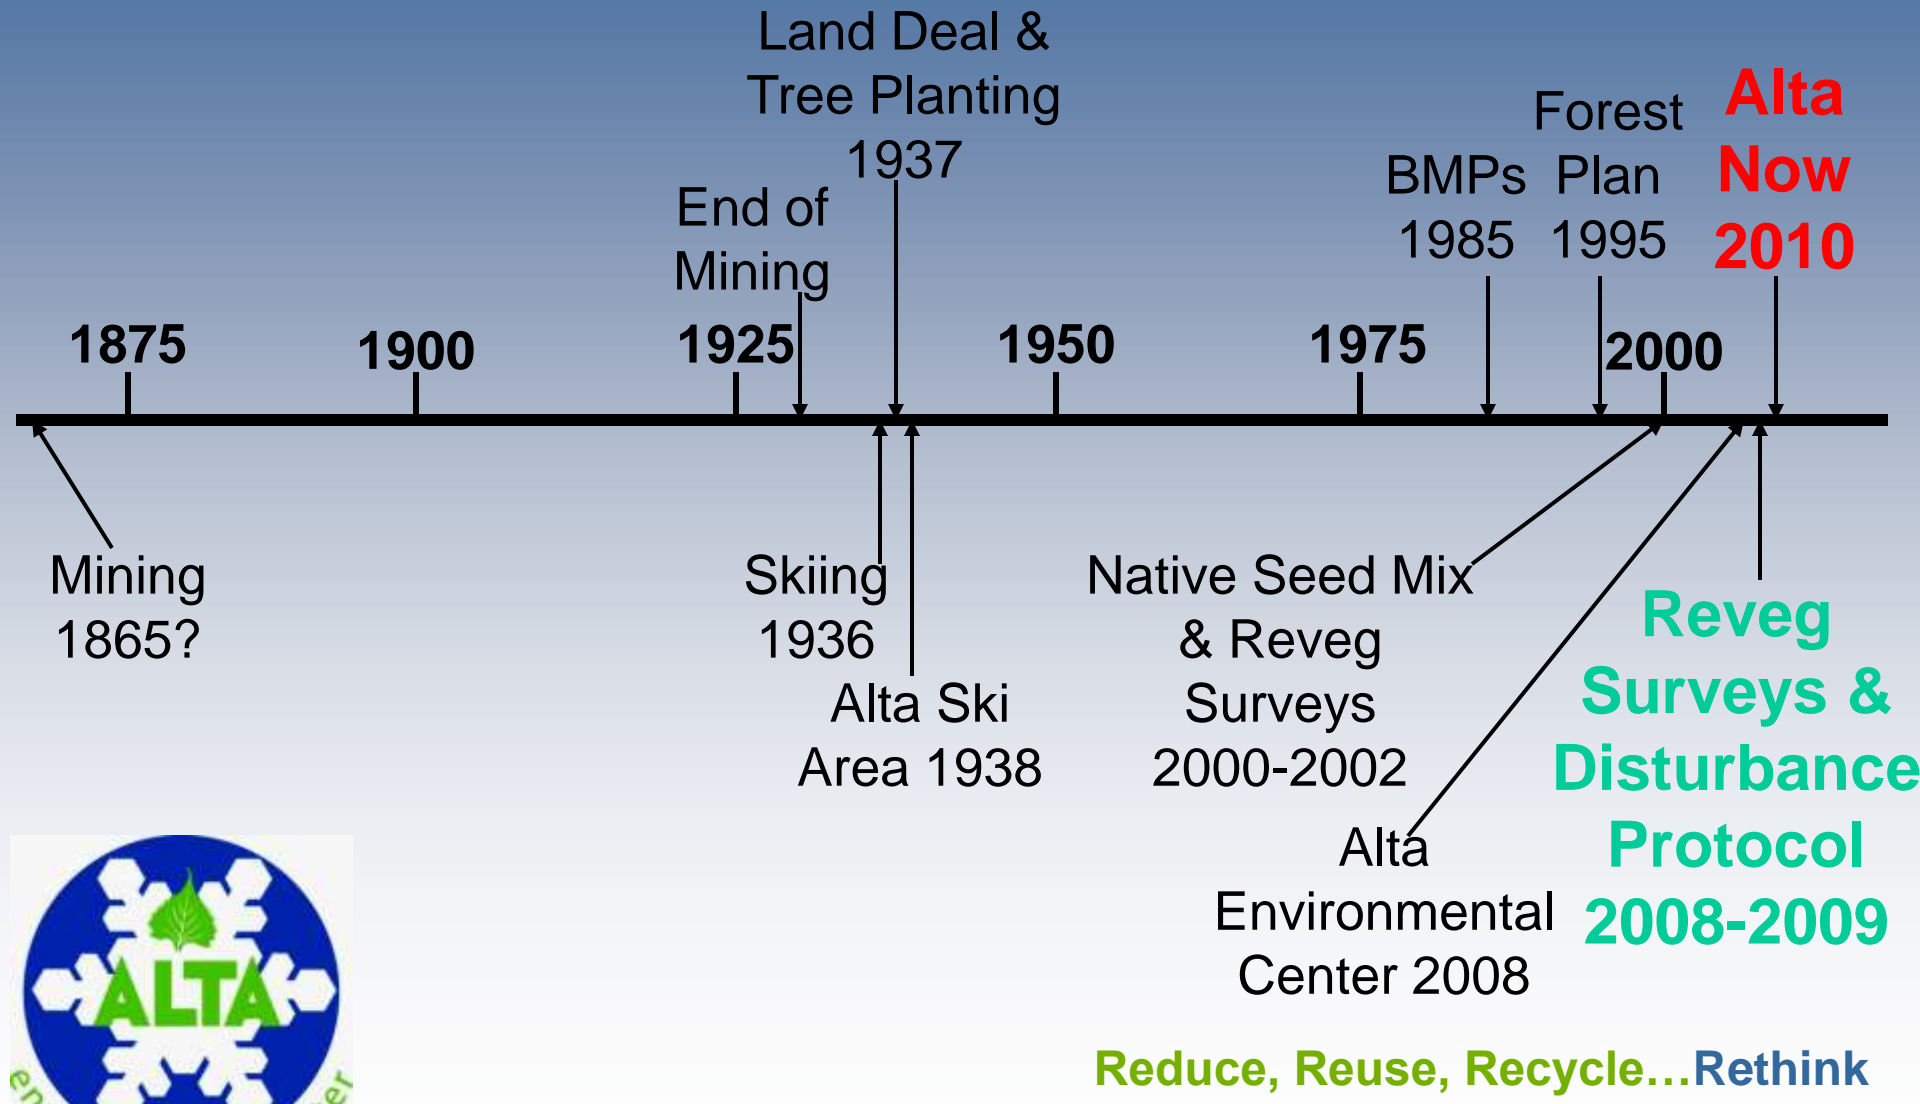 Land Deal &
Tree Planting
1937
End of
Mining
BMPs
1985
Forest
Plan
1995
Alta
Now
2010
1875
1900
1925
1950
1975
2000
Mining
1865?
Skiing
1936
Alta Ski
Area 1938
Native Seed Mix
& Reveg
Surveys
2000-2002
Alta
Environmental
Center 2008
Reveg
Surveys &
Disturbance
Protocol
2008-2009
ALTA
Reduce, Reuse, Recycle…Rethink